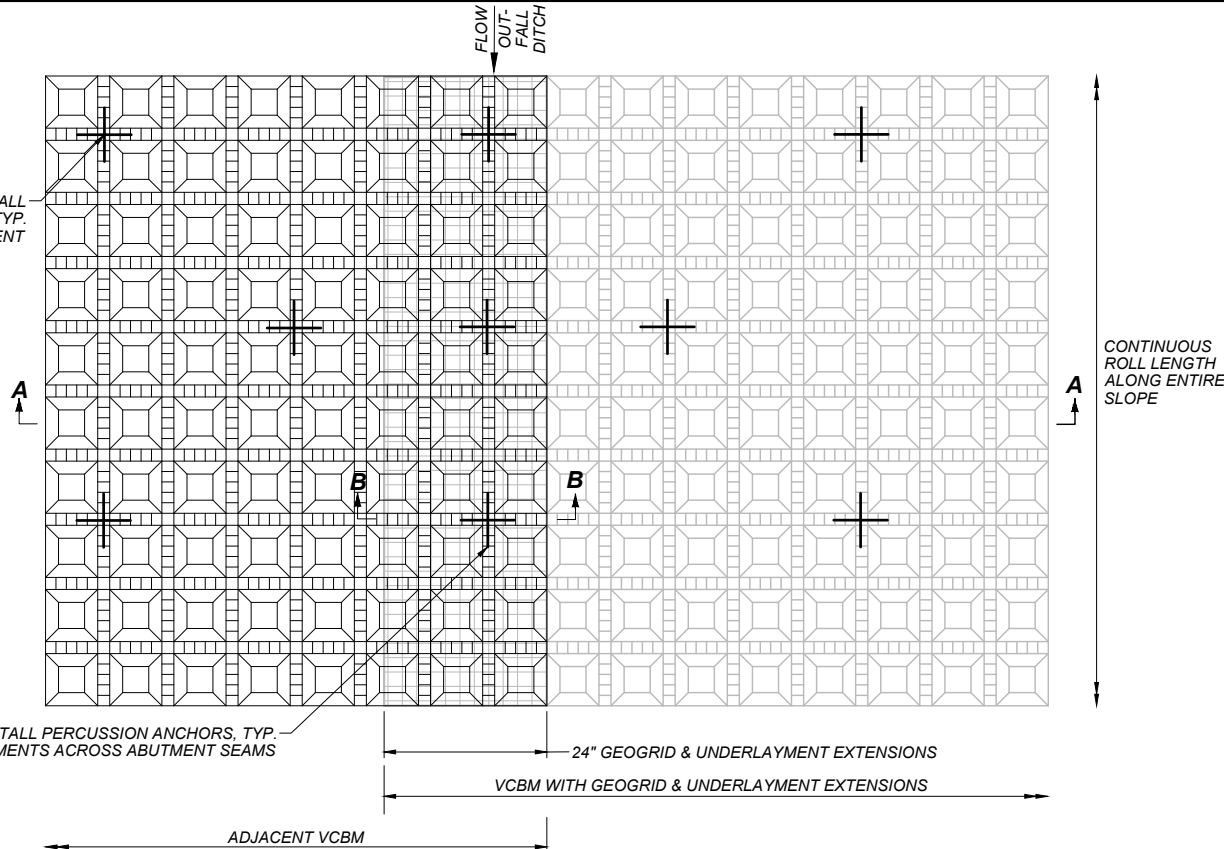 FLOW
OUT-
FALL
DITCH
ALL
TYP.
ENT
CONTINUOUS
ROLL LENGTH
ALONG ENTIRE
SLOPE
A
A
B
B
TALL PERCUSSION ANCHORS, TYP.
MENTS ACROSS ABUTMENT SEAMS
24" GEOGRID & UNDERLAYMENT EXTENSIONS
VCBM WITH GEOGRID & UNDERLAYMENT EXTENSIONS
ADJACENT VCBM